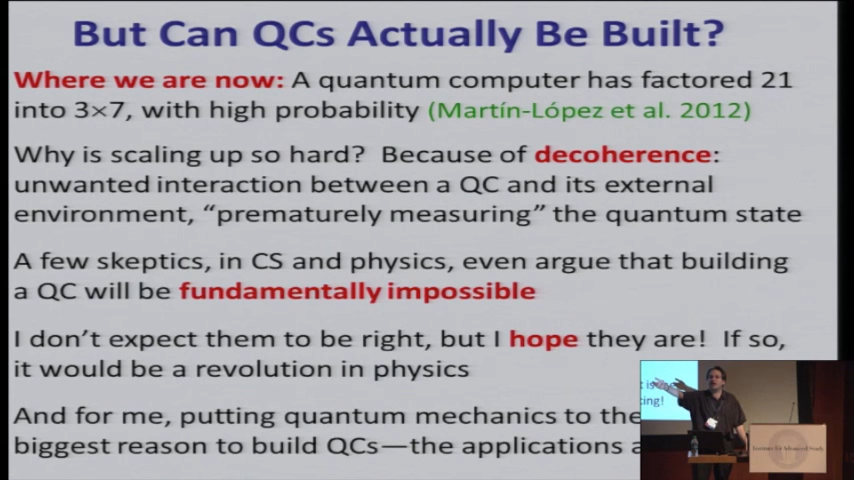 But Can QCs Actually Be Built?
Where we are now: A quantum computer has factored 21
into 3×7, with high probability (Martín-López et al. 2012)
Why is scaling up so hard? Because of decoherence:
unwanted interaction between a QC and its external
environment, “prematurely measuring” the quantum state
A few skeptics, in CS and physics, even argue that building
a QC will be fundamentally impossible
I don’t expect them to be right, but I hope they are! If so,
it would be a revolution in physics
And for me, putting quantum mechanics to the
biggest reason to build QCs—the applications
Institute for Advanced Study